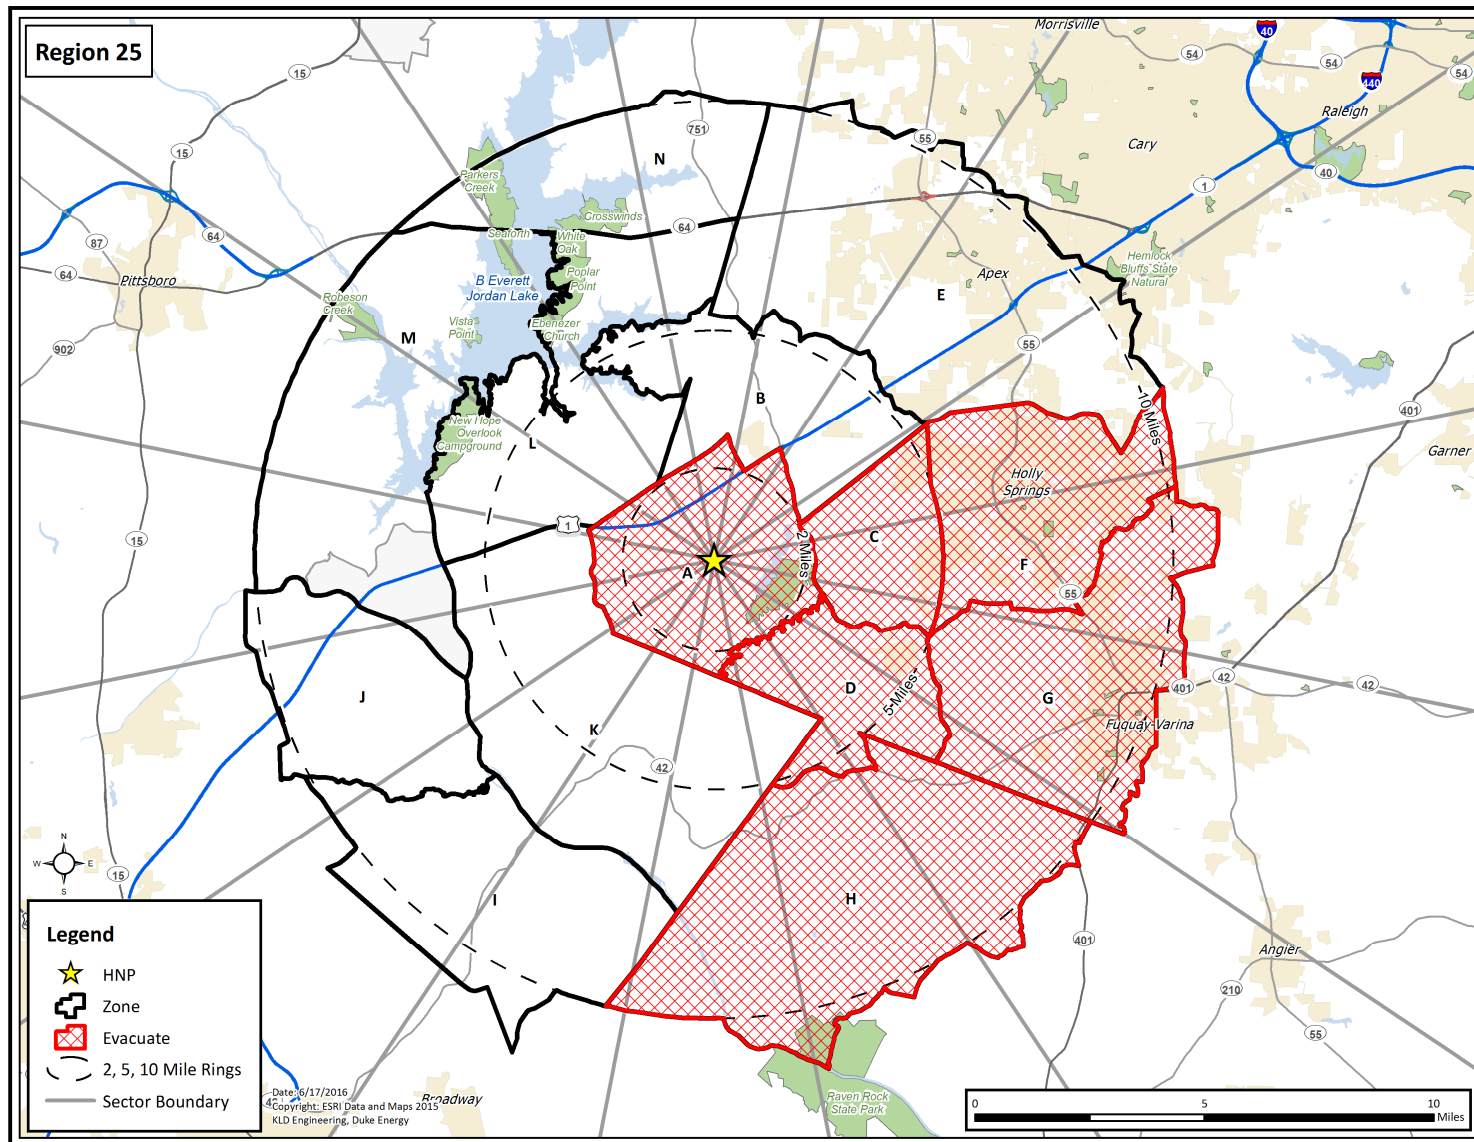 Region 25
Morrisville
40
54
54
54
440
15
Raleigh
751
55
Cary
N
15
40
Parkers
Creek
1
Crosswinds
64
Seaforth
White
Oak
64
87
Hemlock
Bluffs State
Natural
64
Pittsboro
B Everett
Jordan Lake
Poplar
Point
Apex
E
Robeson
Creek
Vista
Point
Ebenezer
Church
M
55
902
B
10 Miles
401
New Hope
Overlook
Campground
L
Garner
Holly
Springs
1
15
C
2 Miles
A
F
55
D
5 Miles
J
G
401
42
42
K
Fuquay-Varina
42
N
W
E
S
15
I
H
401
Angier
210
55
Legend
HNP
Zone
Evacuate
2, 5, 10 Mile Rings
Sector Boundary
Date: 6/17/2016
Copyright: ESRI Data and Maps 2015
KLD Engineering, Duke Energy
Broadway
Raven Rock
State Park
0
5
10
Miles